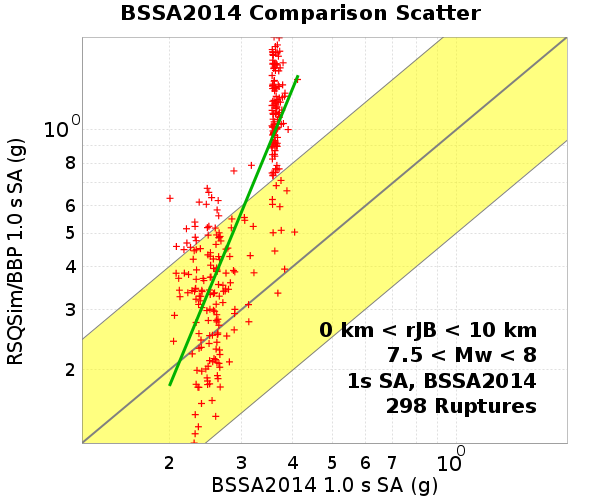 BSSA2014 Comparison Scatter
RSQSim/BBP 1.0 s SA (g)
10⁰
8
6
5
4
3
2
0 km < rJB < 10 km
7.5 < Mw < 8
1s SA, BSSA2014
298 Ruptures
2 3 4 5 6 7 10⁰
BSSA2014 1.0 s SA (g)